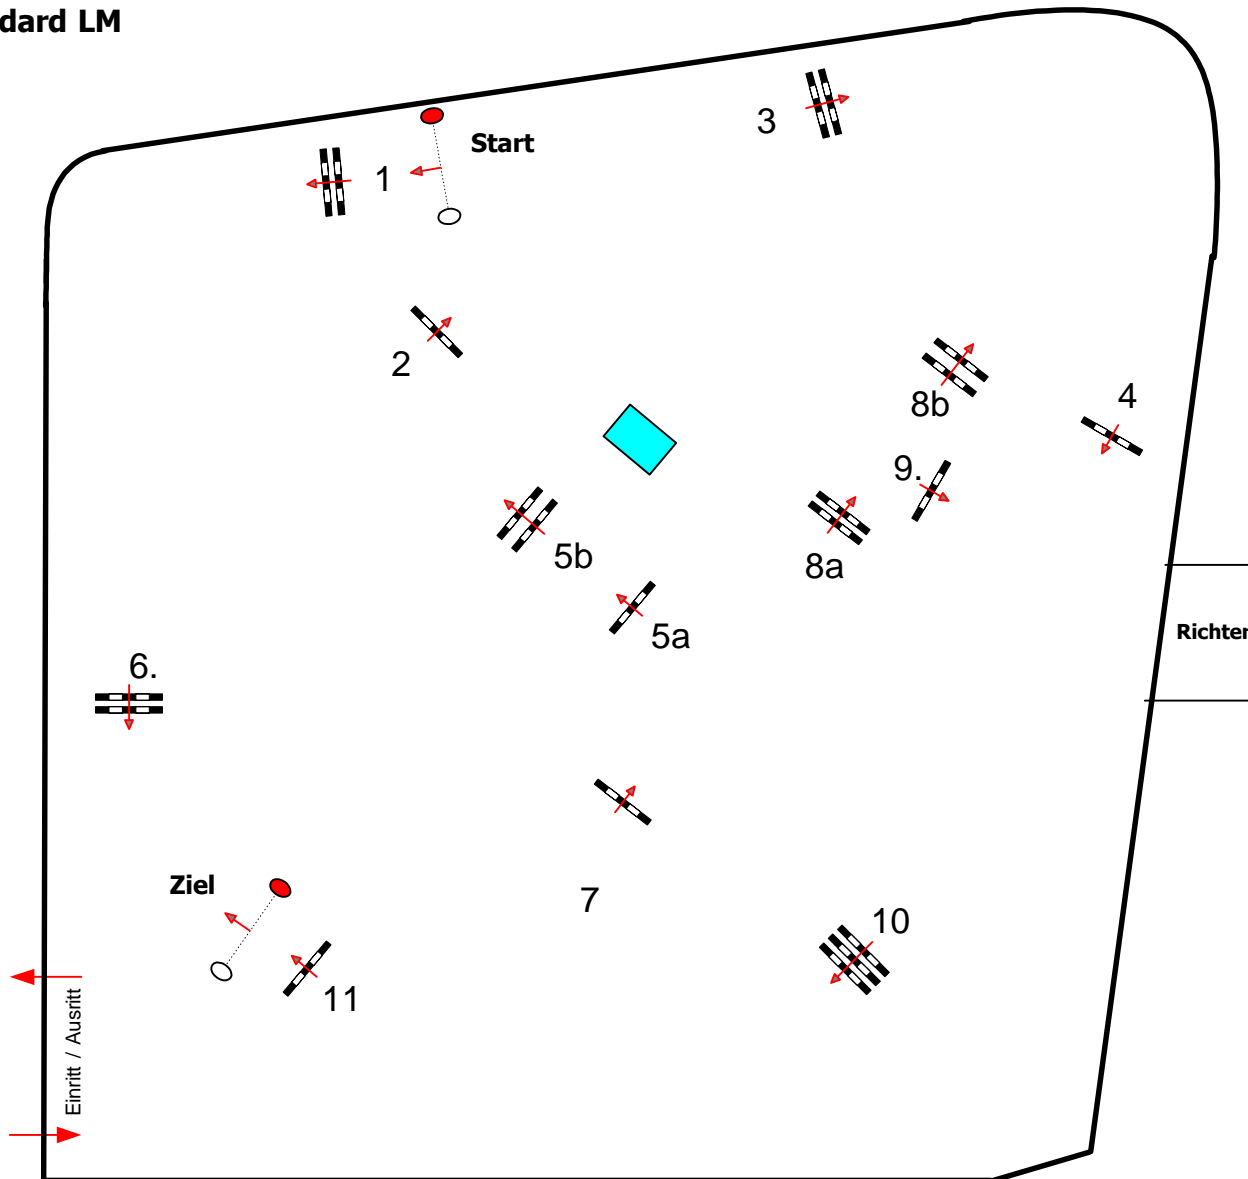 dard LM
3
Start
1
2
4
8b
9.
5b
8a
5a
Richter
6.
7
Ziel
10
11
Einritt / Ausritt